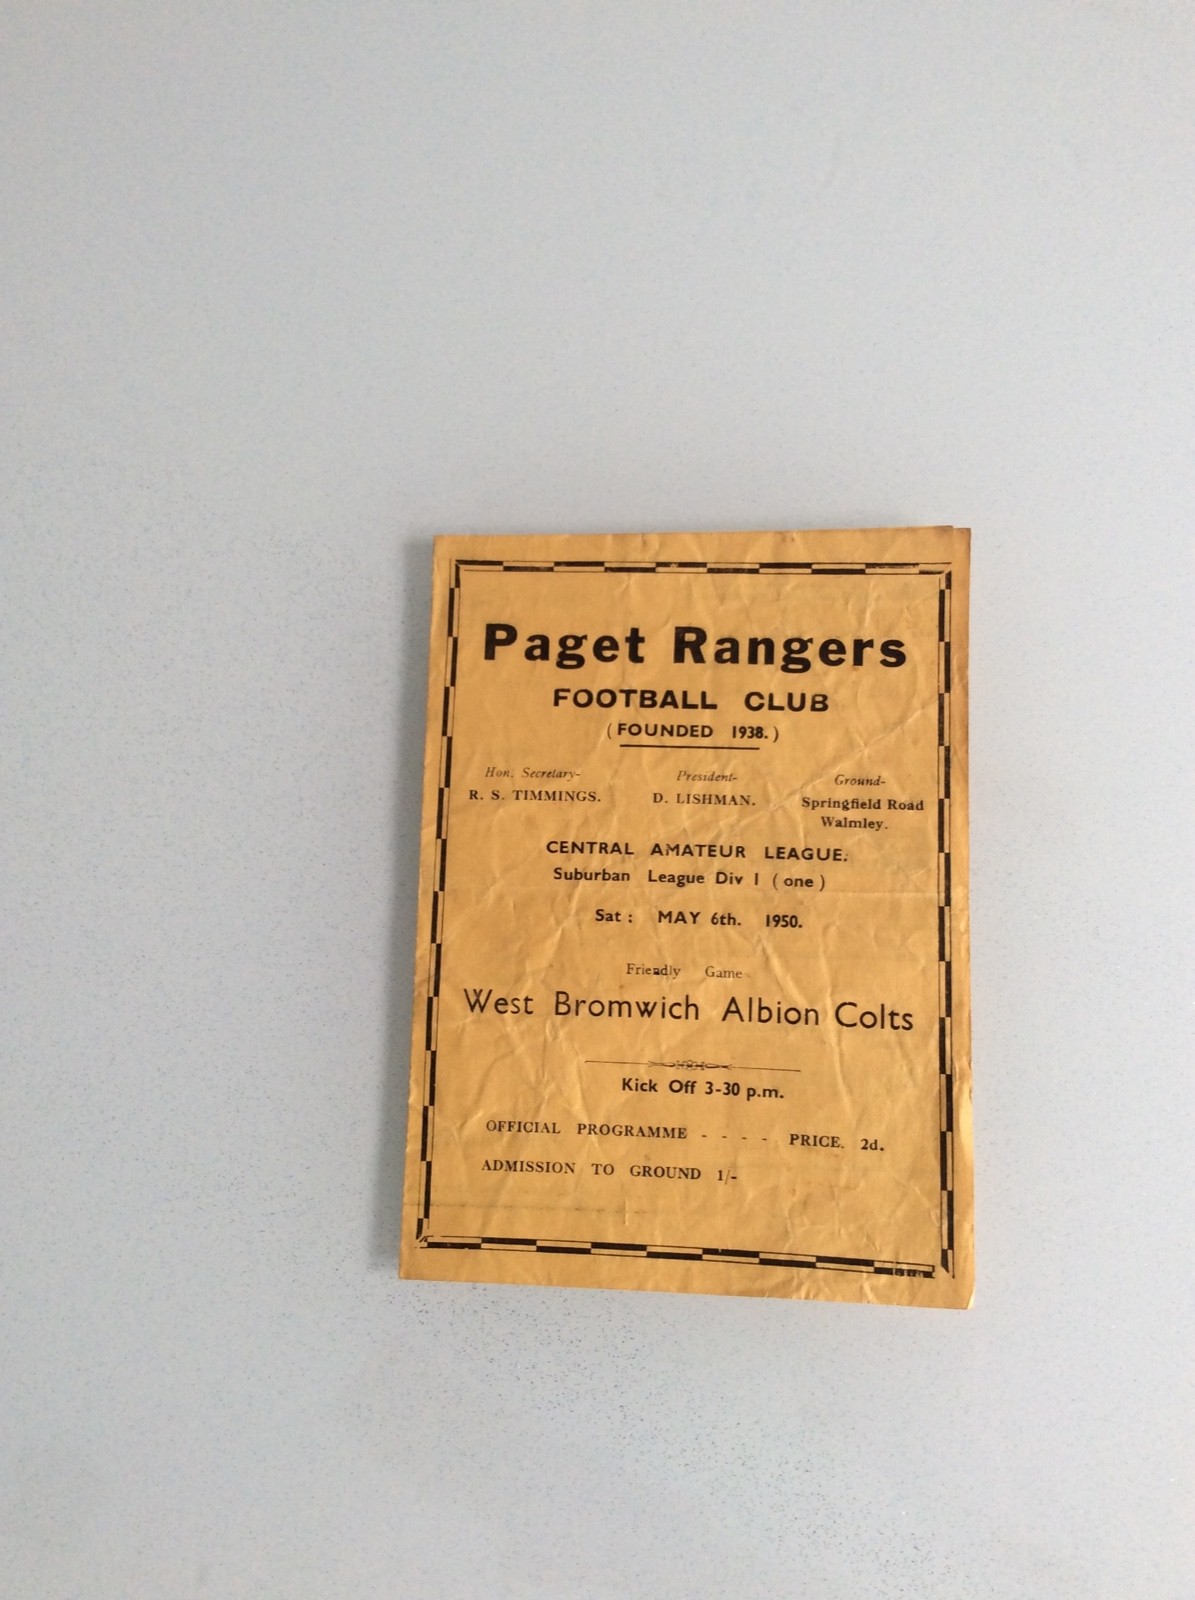 Paget Rangers
FOOTBALL CLUB
(FOUNDED 1938.)
Hon. Secretary- President- Ground-
R. S. TIMMINGS. D. LISHMAN. Springfield Road
Walmley.
CENTRAL AMATEUR LEAGUE.
Suburban League Div 1 (one)
Sat: MAY 6th. 1950.
Friendly Game
West Bromwich Albion Colts
Kick Off 3-30 p.m.
OFFICIAL PROGRAMME - - - - PRICE. 2d.
ADMISSION TO GROUND 1/-